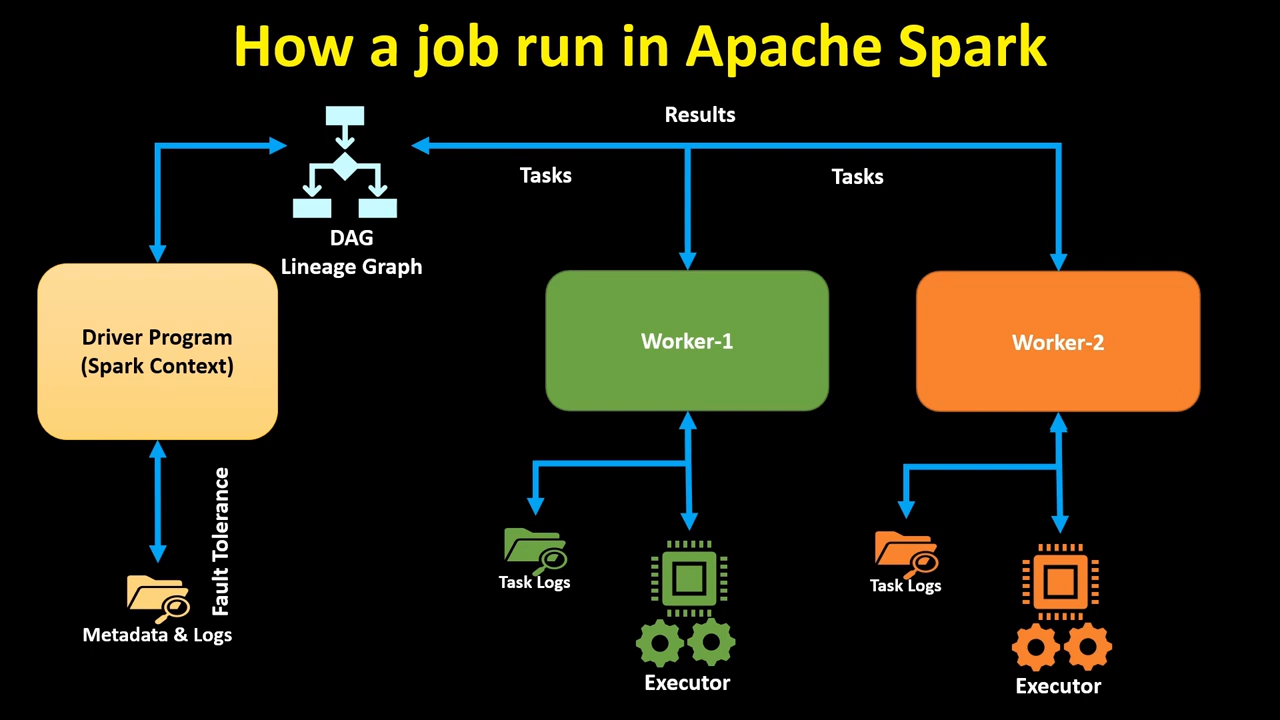 How a job run in Apache Spark
Results
Tasks
Tasks
DAG
Lineage Graph
Driver Program
(Spark Context)
Worker-1
Worker-2
Fault Tolerance
Metadata & Logs
Task Logs
Executor
Task Logs
Executor